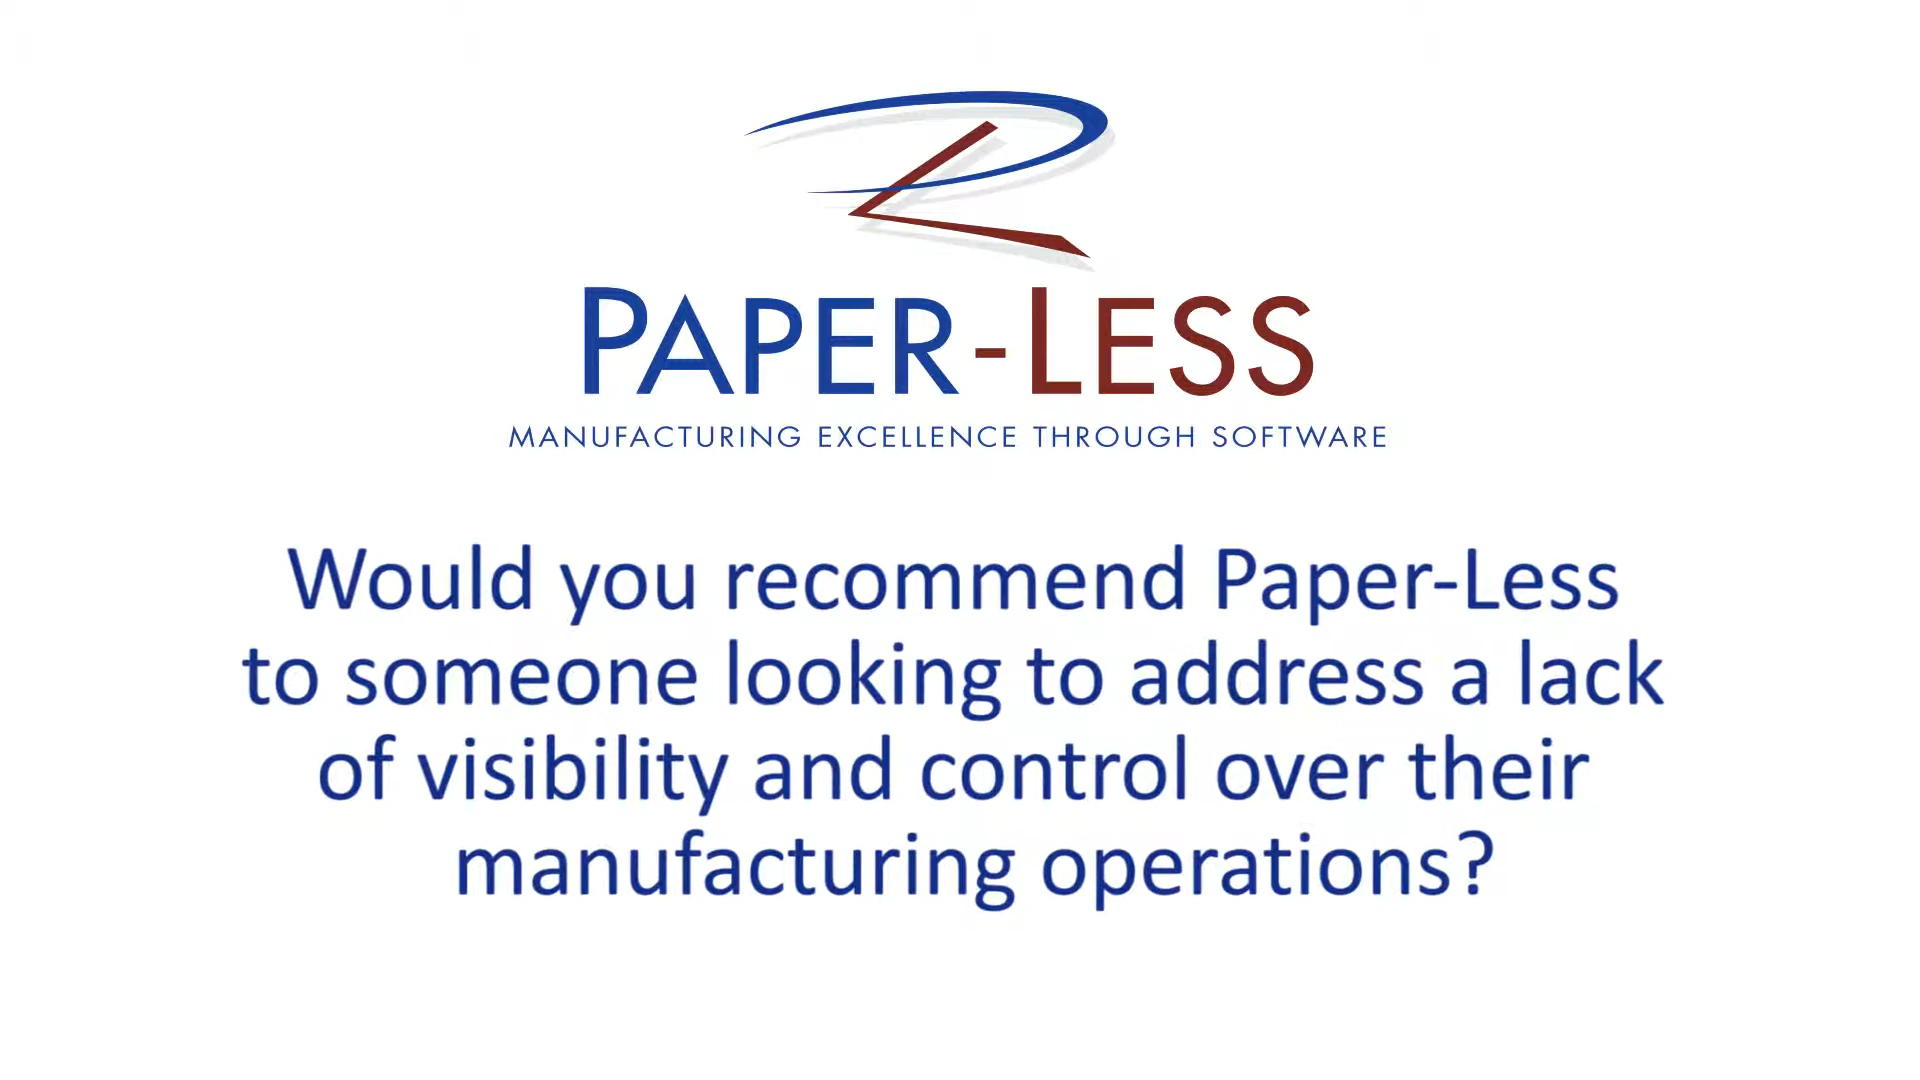 PAPER-LESS
MANUFACTURING EXCELLENCE THROUGH SOFTWARE
Would you recommend Paper-Less
to someone looking to address a lack
of visibility and control over their
manufacturing operations?